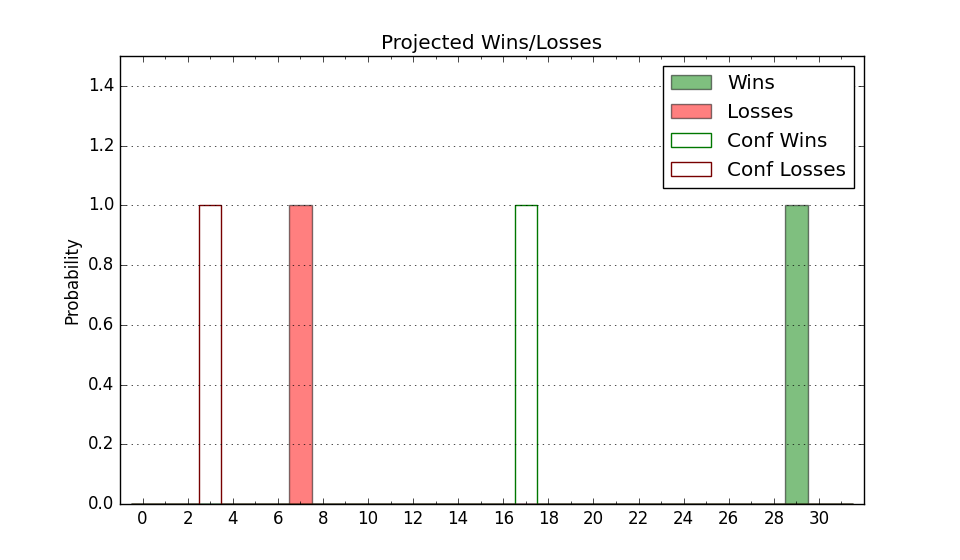 Projected Wins/Losses
1.4
1.2
1.0
0.8
0.6
0.4
0.2
0.0
Probability
Wins
Losses
Conf Wins
Conf Losses
0 2 4 6 8 10 12 14 16 18 20 22 24 26 28 30